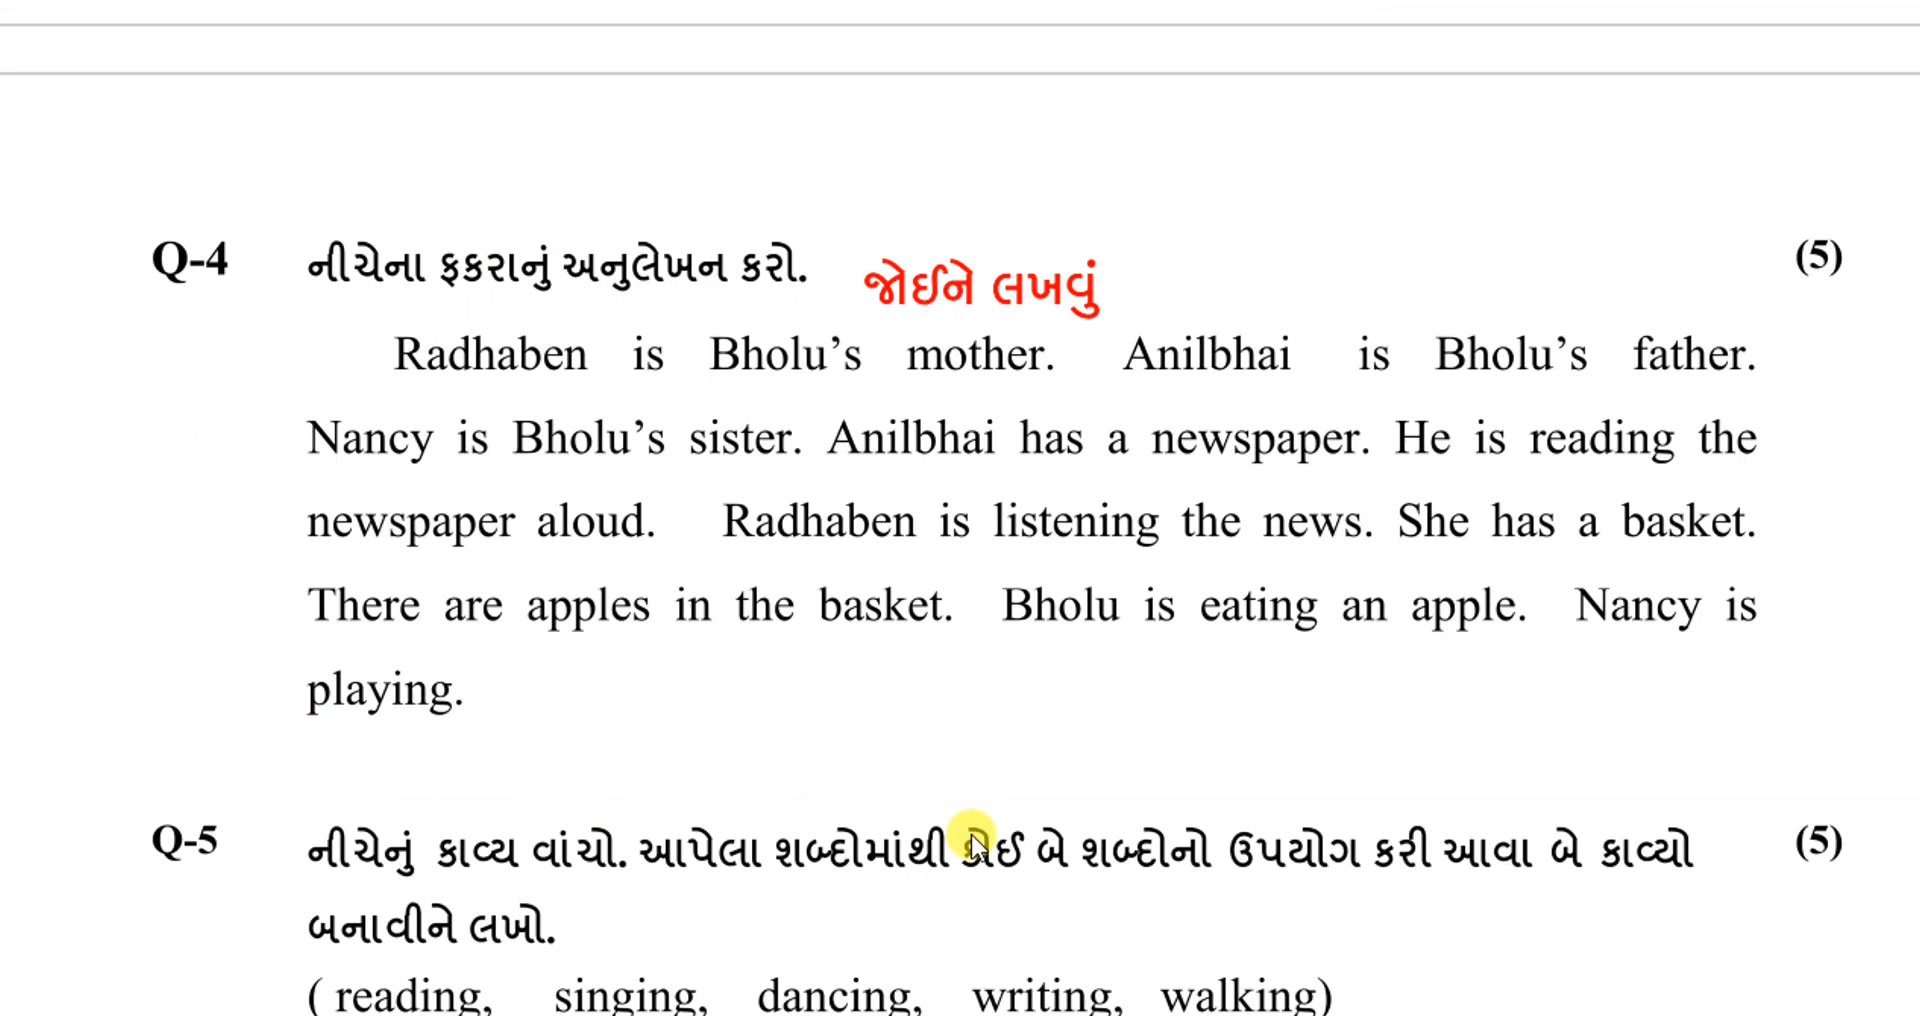 Q-4 નીચેના ફકરાનું અનુલેખન કરો. જોઈને લખવું (5)
Radhaben is Bholu’s mother. Anilbhai is Bholu’s father.
Nancy is Bholu’s sister. Anilbhai has a newspaper. He is reading the
newspaper aloud. Radhaben is listening the news. She has a basket.
There are apples in the basket. Bholu is eating an apple. Nancy is
playing.
Q-5 નીચેનું કાવ્ય વાંચો. આપેલા શબ્દોમાંથી કોઈ બે શબ્દોનો ઉપયોગ કરી આવા બે કાવ્યો (5)
બનાવીને લખો.
( reading, singing, dancing, writing, walking)